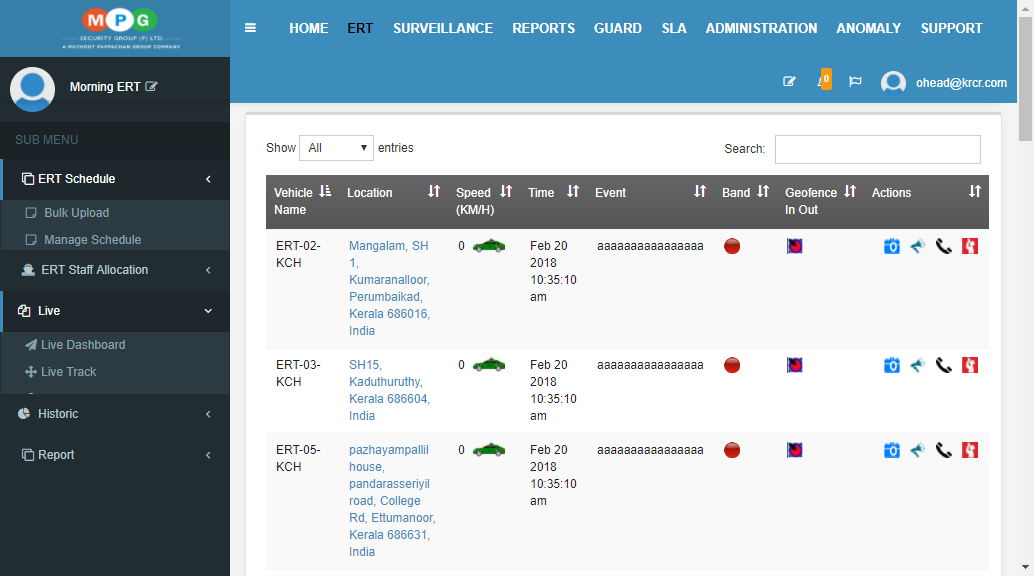 MPG
SECURITY GROUP (P) LTD.
A MUTHOOT PAPPACHAN GROUP COMPANY
HOME ERT SURVEILLANCE REPORTS GUARD SLA ADMINISTRATION ANOMALY SUPPORT
0 ohead@krcr.com
Morning ERT
SUB MENU
ERT Schedule
Bulk Upload
Manage Schedule
ERT Staff Allocation
Live
Live Dashboard
Live Track
Historic
Report
Show All entries
Search:
Vehicle Location Speed Time Event Band Geofence Actions
Name (KM/H) In Out
ERT-02- Mangalam, SH 0 Feb 20 aaaaaaaaaaaaaaaa
KCH 1, 2018
Kumaranalloor, 10:35:10
Perumbaikad, am
Kerala 686016,
India
ERT-03- SH15, 0 Feb 20 aaaaaaaaaaaaaaaa
KCH Kaduthuruthy, 2018
Kerala 686604, 10:35:10
India am
ERT-05- pazhayampallil 0 Feb 20 aaaaaaaaaaaaaaaa
KCH house, 2018
pandarasseriyil 10:35:10
road, College am
Rd, Ettumanoor,
Kerala 686631,
India